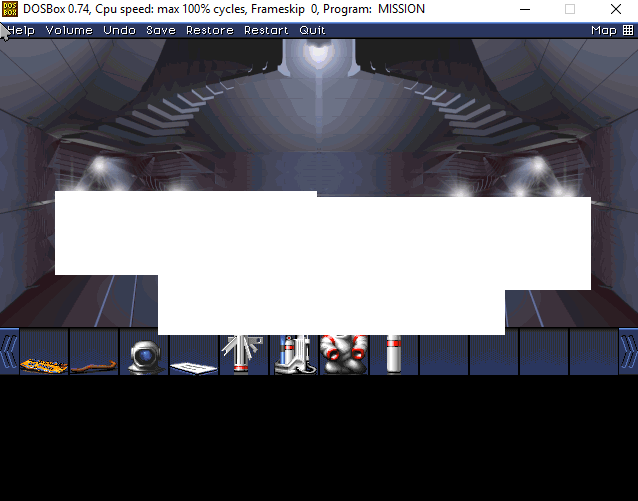 DOSBox 0.74, Cpu speed: max 100% cycles, Frameskip 0, Program: MISSION
Help Volume Undo Save Restore Restart Quit Map